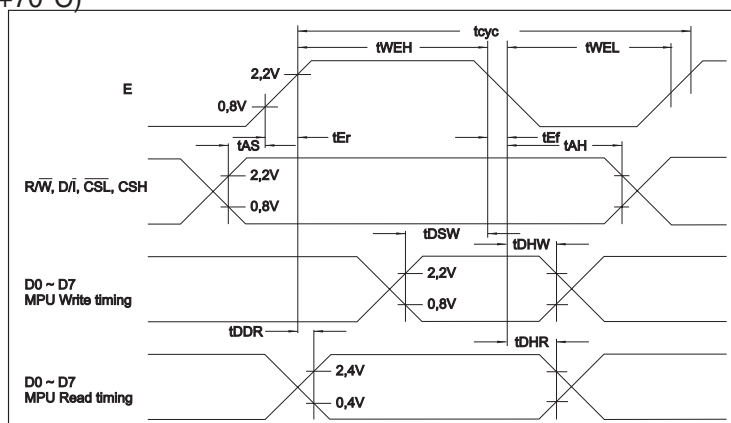 +70°C)
tcyc
tWEH
tWEL
2,2V
E
0,8V
tEr
tEf
tAS
tAH
2,2V
R/W̅, D/I̅, C̅S̅L̅, CSH
0,8V
tDSW
tDHW
2,2V
D0 ~ D7
MPU Write timing
0,8V
tDDR
tDHR
2,4V
D0 ~ D7
MPU Read timing
0,4V